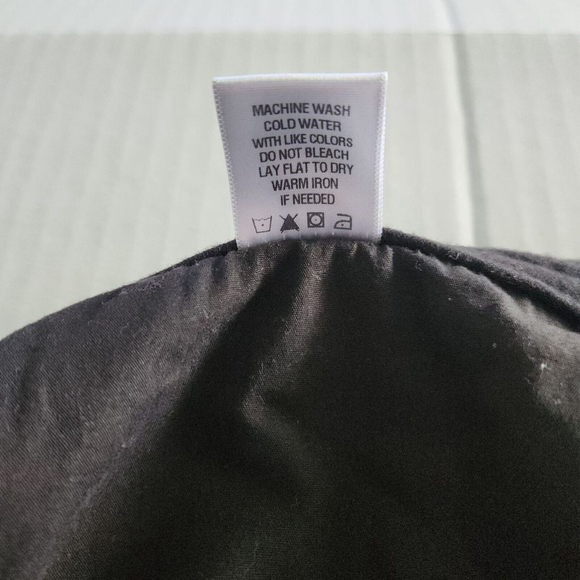 MACHINE WASH
COLD WATER
WITH LIKE COLORS
DO NOT BLEACH
LAY FLAT TO DRY
WARM IRON
IF NEEDED